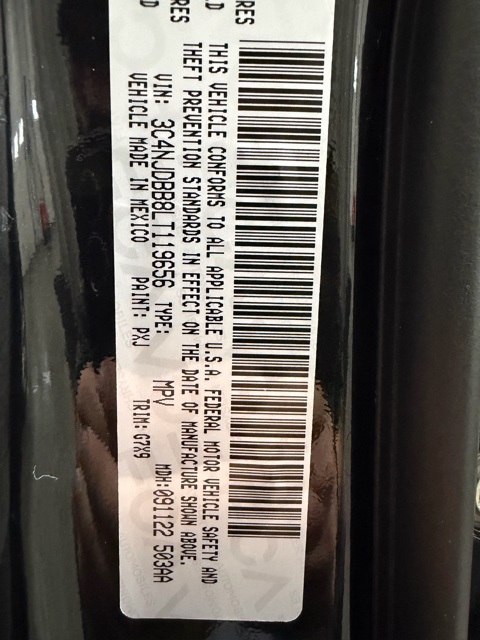 RES
D
THIS VEHICLE CONFORMS TO ALL APPLICABLE U.S.A. FEDERAL MOTOR VEHICLE SAFETY AND
THEFT PREVENTION STANDARDS IN EFFECT ON THE DATE OF MANUFACTURE SHOWN ABOVE.
VIN: 3C4NJDBB8LT119656 TYPE: MPV MDH:091122 503AA
VEHICLE MADE IN MEXICO PAINT: PXJ TRIM: G7X9